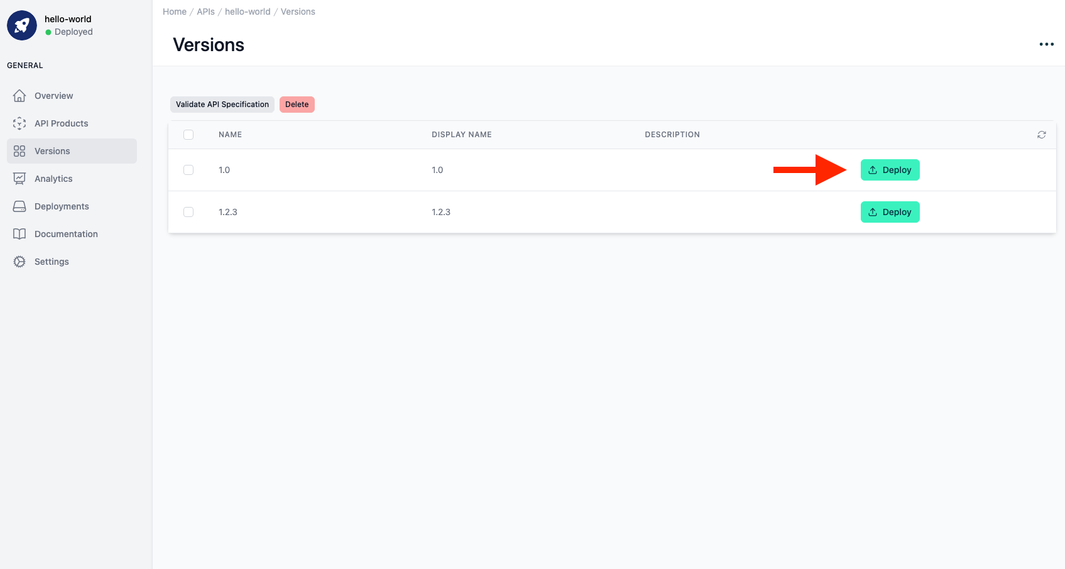 hello-world
Deployed
GENERAL
Overview
API Products
Versions
Analytics
Deployments
Documentation
Settings
Home / APIs / hello-world / Versions
Versions
Validate API Specification Delete
NAME DISPLAY NAME DESCRIPTION
1.0 1.0 Deploy
1.2.3 1.2.3 Deploy